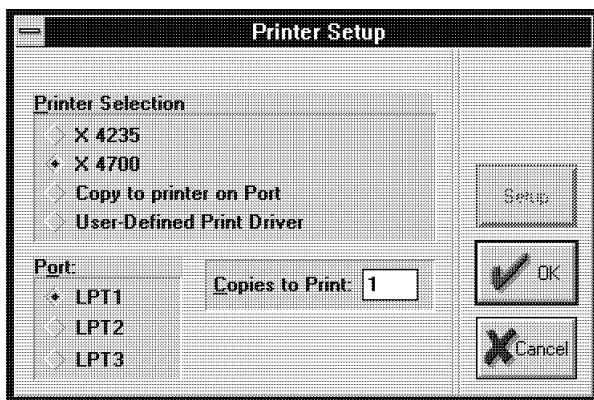 Printer Setup
Printer Selection
X 4235
X 4700
Copy to printer on Port
User-Defined Print Driver
Setup
Port:
LPT1
LPT2
LPT3
Copies to Print: 1
OK
Cancel